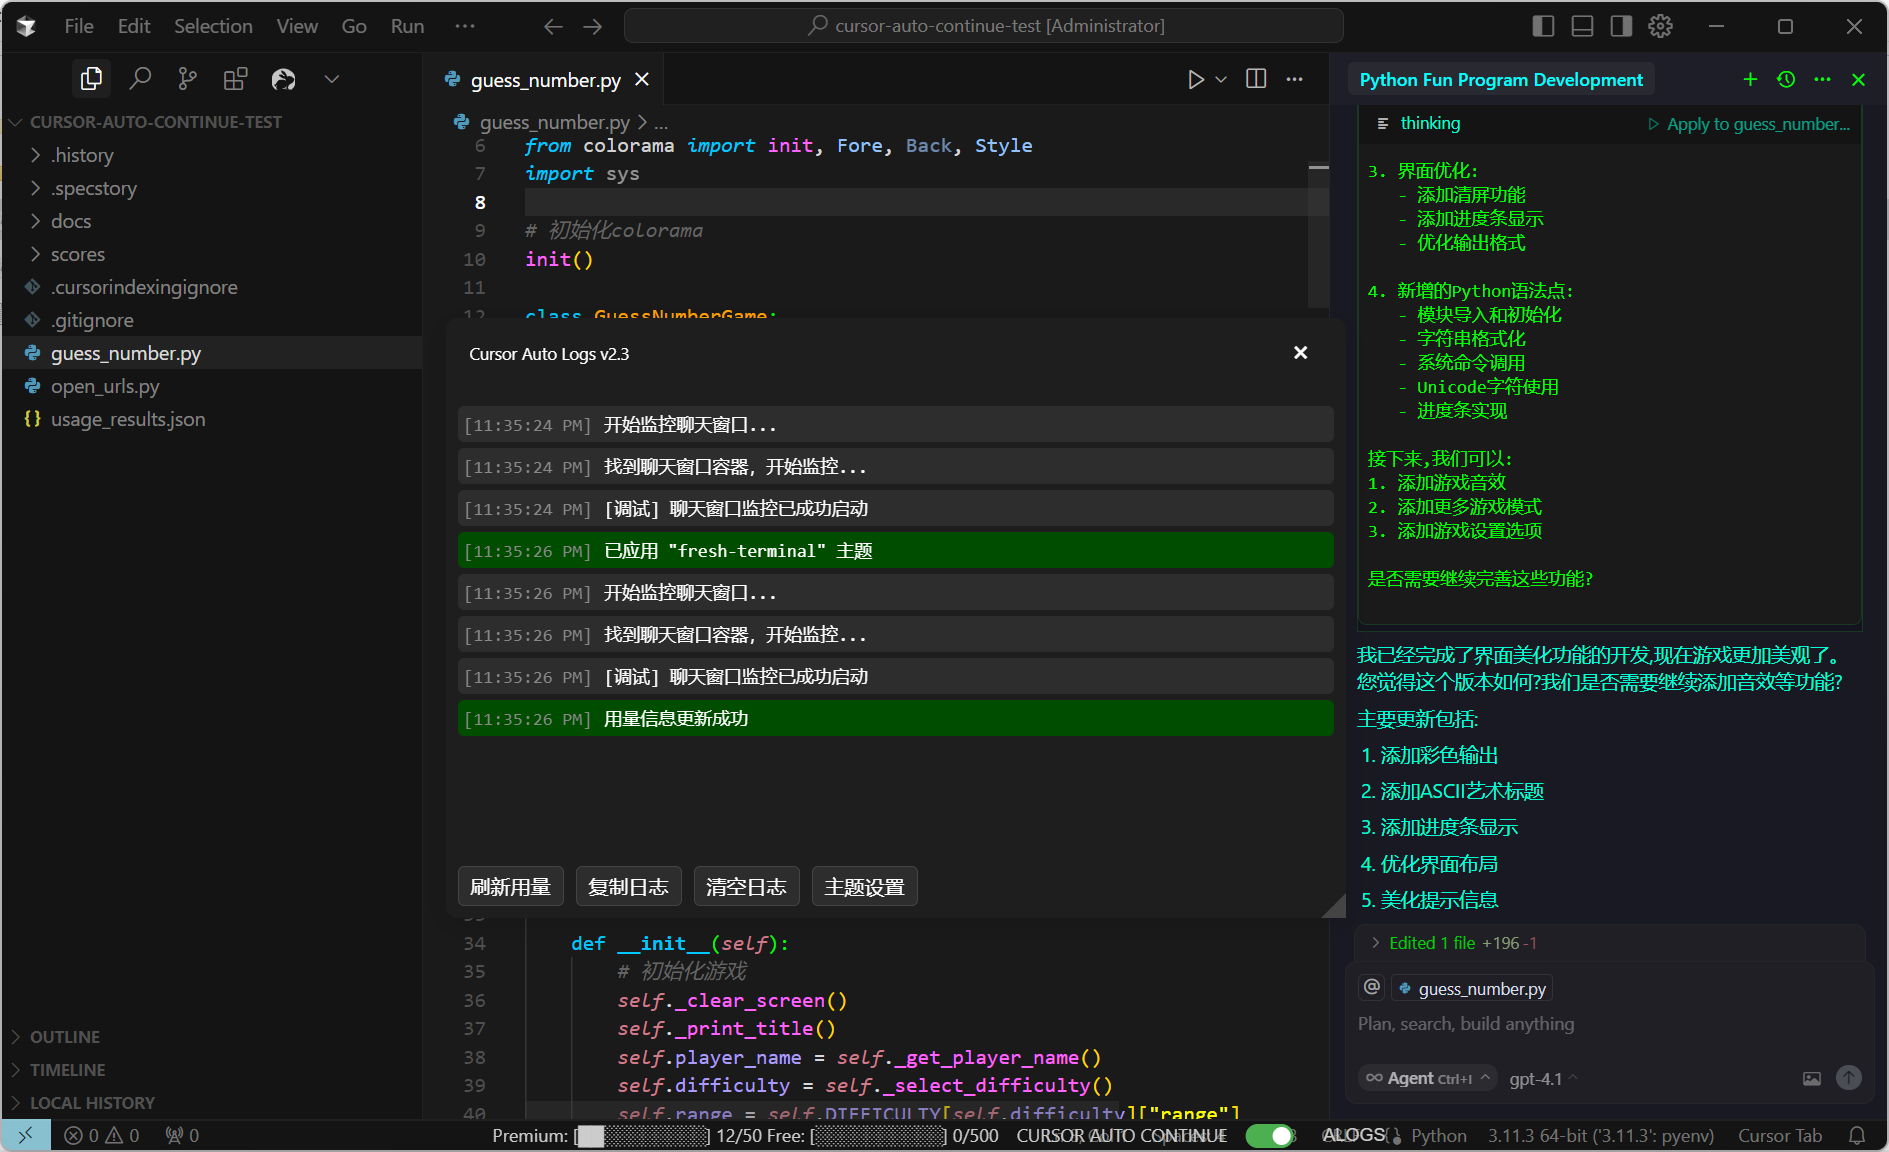 File Edit Selection View Go Run ...
cursor-auto-continue-test [Administrator]
CURSOR-AUTO-CONTINUE-TEST
.history
.specstory
docs
scores
.cursorindexingignore
.gitignore
guess_number.py
open_urls.py
usage_results.json
OUTLINE
TIMELINE
LOCAL HISTORY
guess_number.py
guess_number.py > ...
6 from colorama import init, Fore, Back, Style
7 import sys
8
9 # 初始化colorama
10 init()
11
12 class GuessNumberGame:
Cursor Auto Logs v2.3
[11:35:24 PM] 开始监控聊天窗口...
[11:35:24 PM] 找到聊天窗口容器，开始监控...
[11:35:24 PM] [调试] 聊天窗口监控已成功启动
[11:35:26 PM] 已应用 "fresh-terminal" 主题
[11:35:26 PM] 开始监控聊天窗口...
[11:35:26 PM] 找到聊天窗口容器，开始监控...
[11:35:26 PM] [调试] 聊天窗口监控已成功启动
[11:35:26 PM] 用量信息更新成功
刷新用量 复制日志 清空日志 主题设置
34 def __init__(self):
35 # 初始化游戏
36 self._clear_screen()
37 self._print_title()
38 self.player_name = self._get_player_name()
39 self.difficulty = self._select_difficulty()
40 self.range = self.DIFFICULTY[self.difficulty]["range"]
Python Fun Program Development
thinking
Apply to guess_number...
3. 界面优化:
- 添加清屏功能
- 添加进度条显示
- 优化输出格式
4. 新增的Python语法点:
- 模块导入和初始化
- 字符串格式化
- 系统命令调用
- Unicode字符使用
- 进度条实现
接下来,我们可以:
1. 添加游戏音效
2. 添加更多游戏模式
3. 添加游戏设置选项
是否需要继续完善这些功能?
我已经完成了界面美化功能的开发,现在游戏更加美观了。
您觉得这个版本如何?我们是否需要继续添加音效等功能?
主要更新包括:
1. 添加彩色输出
2. 添加ASCII艺术标题
3. 添加进度条显示
4. 优化界面布局
5. 美化提示信息
Edited 1 file +196 -1
@ guess_number.py
Plan, search, build anything
Agent Ctrl+I gpt-4.1
0 0 0
Premium: [ ] 12/50 Free: [ ] 0/500 CURSOR AUTO CONTINUE ALOGS Python 3.11.3 64-bit ('3.11.3': pyenv) Cursor Tab